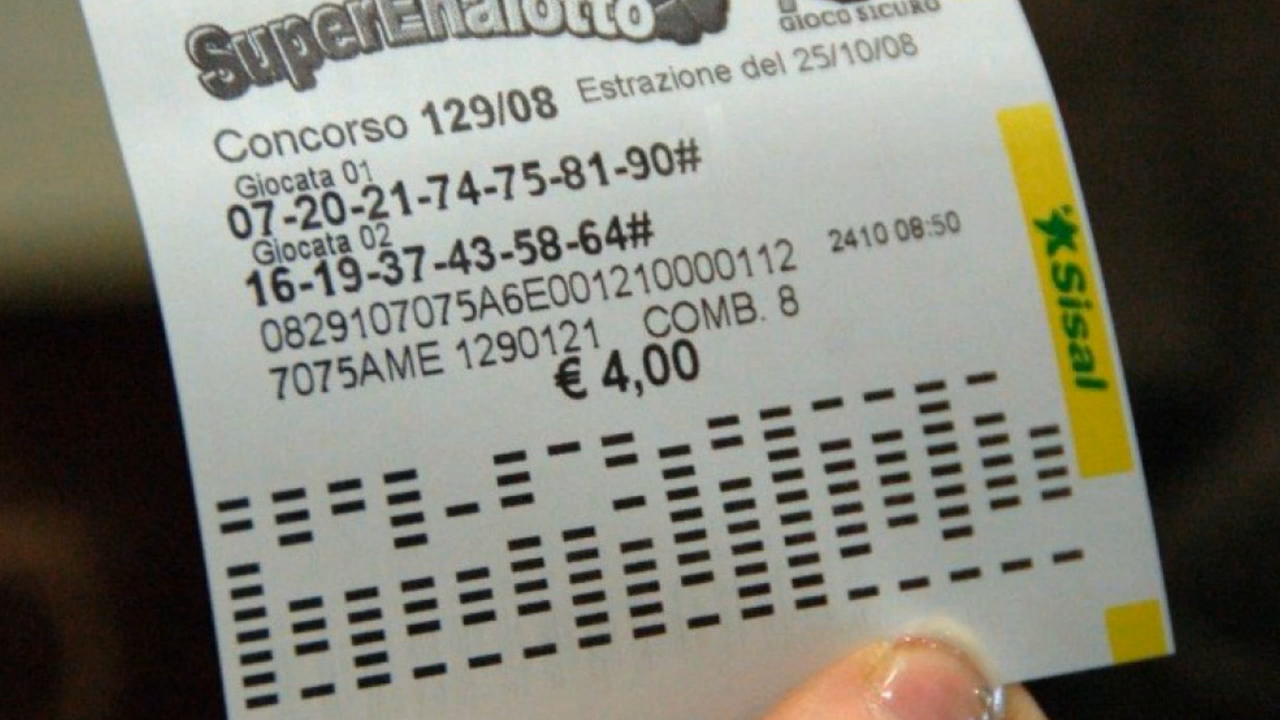 SuperEnalotto
GIOCO SICURO
Concorso 129/08 Estrazione del 25/10/08
Giocata 01
07-20-21-74-75-81-90#
Giocata 02
16-19-37-43-58-64#
0829107075A6E001210000112 2410 08:50
7075AME 1290121 COMB. 8
€ 4,00
Sisal